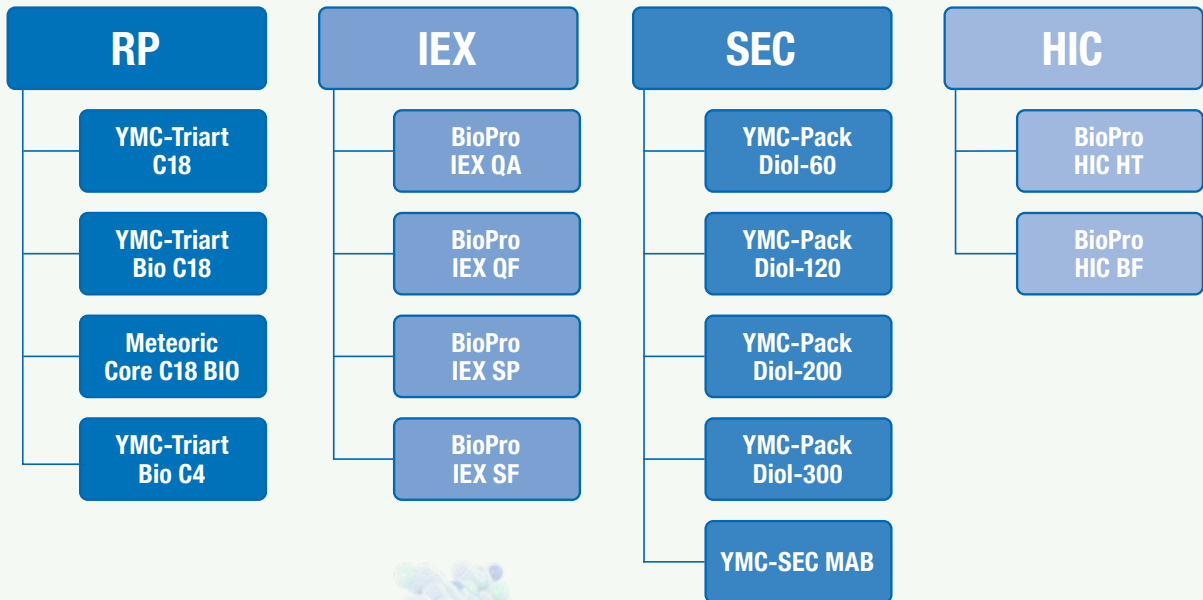 RP
YMC-Triart
C18
YMC-Triart
Bio C18
Meteoric
Core C18 BIO
YMC-Triart
Bio C4
IEX
BioPro
IEX QA
BioPro
IEX QF
BioPro
IEX SP
BioPro
IEX SF
SEC
YMC-Pack
Diol-60
YMC-Pack
Diol-120
YMC-Pack
Diol-200
YMC-Pack
Diol-300
YMC-SEC MAB
HIC
BioPro
HIC HT
BioPro
HIC BF